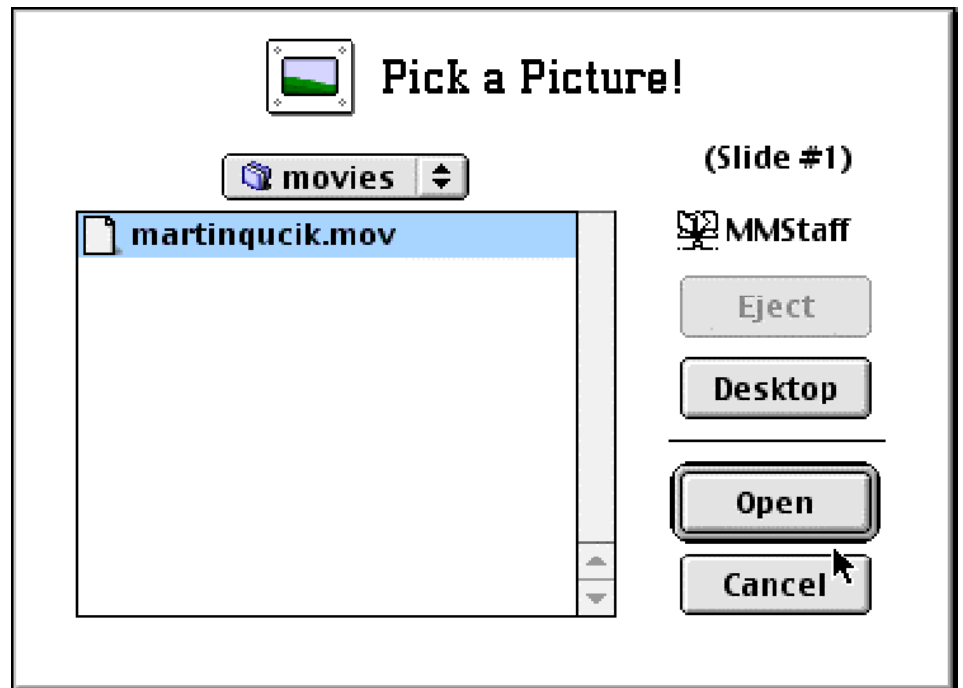 Pick a Picture!
movies
(Slide #1)
martinqucik.mov
MMStaff
Eject
Desktop
Open
Cancel